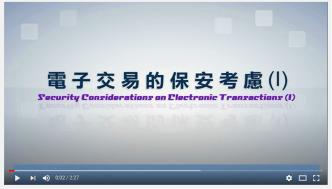 電子交易的保安考慮(I)
Security Considerations on Electronic Transactions (I)
0:02 / 2:27